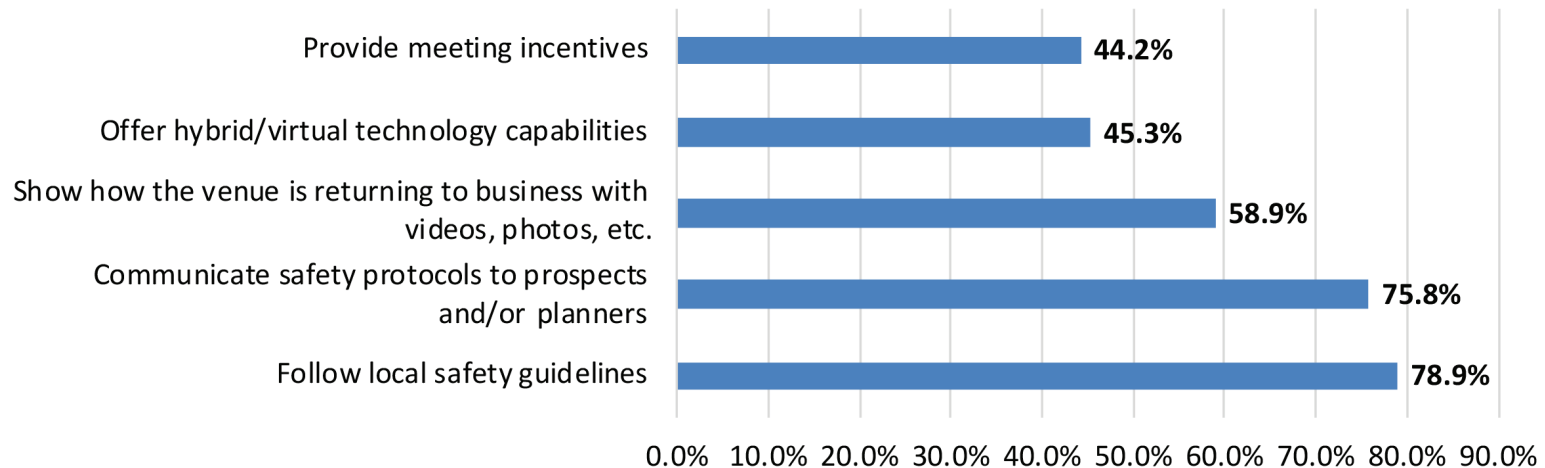 Provide meeting incentives
44.2%
Offer hybrid/virtual technology capabilities
45.3%
Show how the venue is returning to business with
videos, photos, etc.
58.9%
Communicate safety protocols to prospects
and/or planners
75.8%
Follow local safety guidelines
78.9%
0.0% 10.0% 20.0% 30.0% 40.0% 50.0% 60.0% 70.0% 80.0% 90.0%